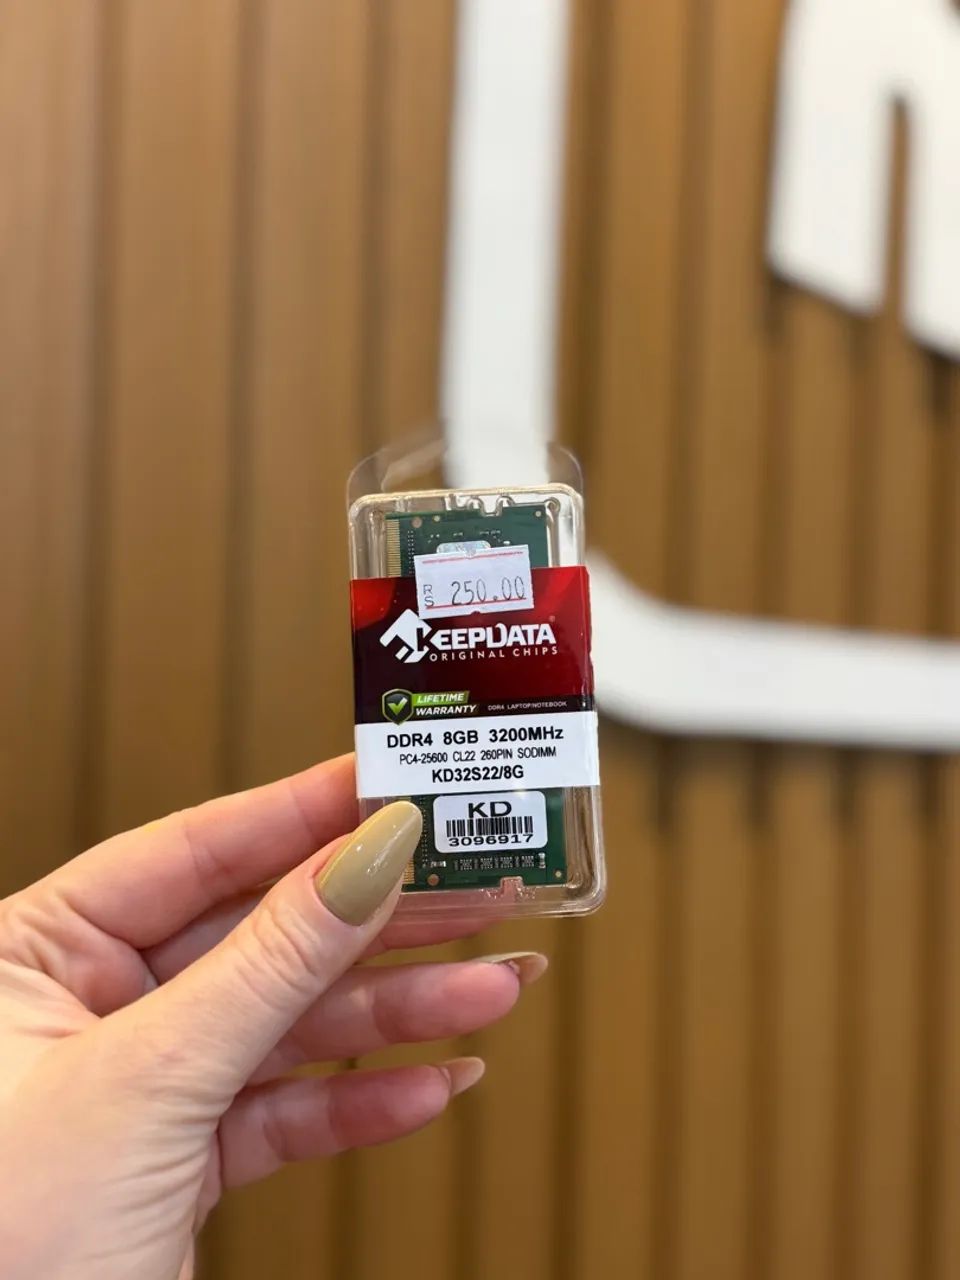 R$ 250.00
KEEPDATA
ORIGINAL CHIPS
LIFETIME
WARRANTY
DDR4 LAPTOP/NOTEBOOK
DDR4 8GB 3200MHz
PC4-25600 CL22 260PIN SODIMM
KD32S22/8G
KD
3096917